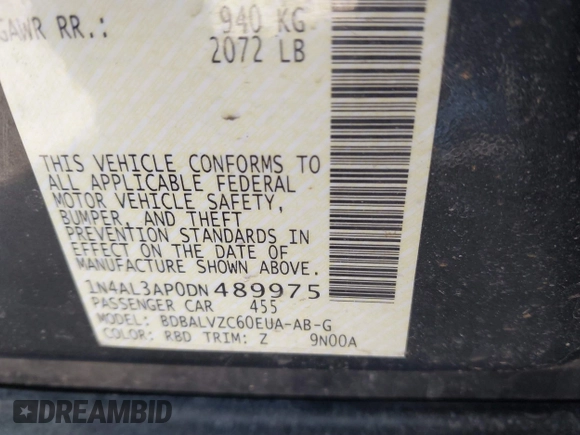 GAWR RR.: 940 KG
2072 LB
THIS VEHICLE CONFORMS TO
ALL APPLICABLE FEDERAL
MOTOR VEHICLE SAFETY,
BUMPER, AND THEFT
PREVENTION STANDARDS IN
EFFECT ON THE DATE OF
MANUFACTURE SHOWN ABOVE.
1N4AL3AP0DN489975
PASSENGER CAR 455
MODEL: BDBALVZC60EUA-AB-G
COLOR: RBD TRIM: Z 9N00A
DREAMBID